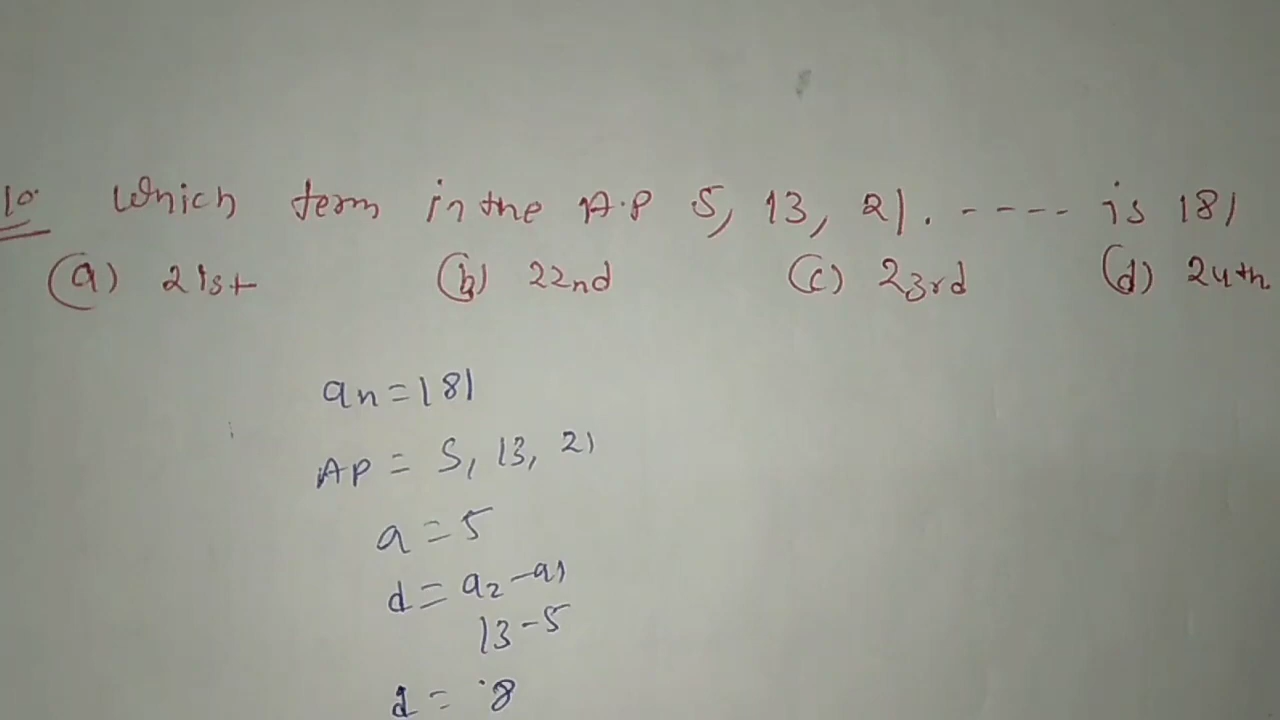 10. Which term in the A.P 5, 13, 21. ----- is 181
(a) 21st (b) 22nd (c) 23rd (d) 24th
an = 181
AP = 5, 13, 21
a = 5
d = a2 - a1
13 - 5
d = 8